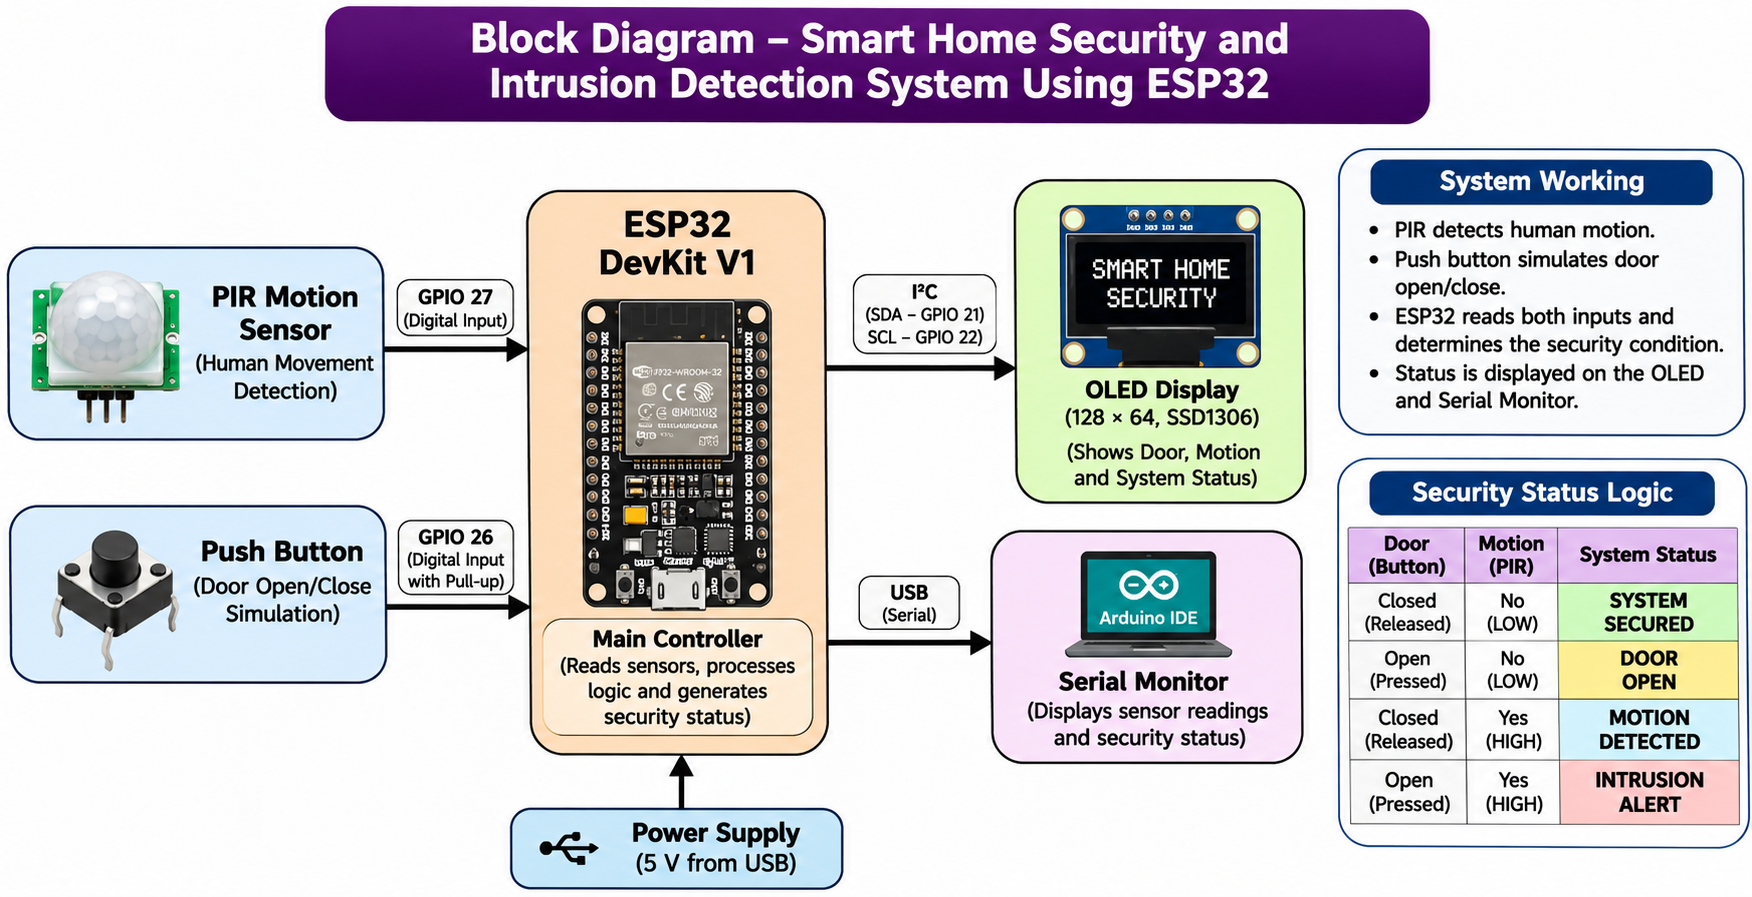 Block Diagram – Smart Home Security and
Intrusion Detection System Using ESP32
PIR Motion
Sensor
(Human Movement
Detection)
GPIO 27
(Digital Input)
Push Button
(Door Open/Close
Simulation)
GPIO 26
(Digital Input
with Pull-up)
ESP32
DevKit V1
Main Controller
(Reads sensors, processes
logic and generates
security status)
Power Supply
(5 V from USB)
I²C
(SDA – GPIO 21)
SCL – GPIO 22)
SMART HOME
SECURITY
OLED Display
(128 × 64, SSD1306)
(Shows Door, Motion
and System Status)
USB
(Serial)
Arduino IDE
Serial Monitor
(Displays sensor readings
and security status)
System Working
• PIR detects human motion.
• Push button simulates door
open/close.
• ESP32 reads both inputs and
determines the security condition.
• Status is displayed on the OLED
and Serial Monitor.
Security Status Logic
Door Motion System Status
(Button) (PIR)
Closed No SYSTEM
(Released) (LOW) SECURED
Open No DOOR
(Pressed) (LOW) OPEN
Closed Yes MOTION
(Released) (HIGH) DETECTED
Open Yes INTRUSION
(Pressed) (HIGH) ALERT